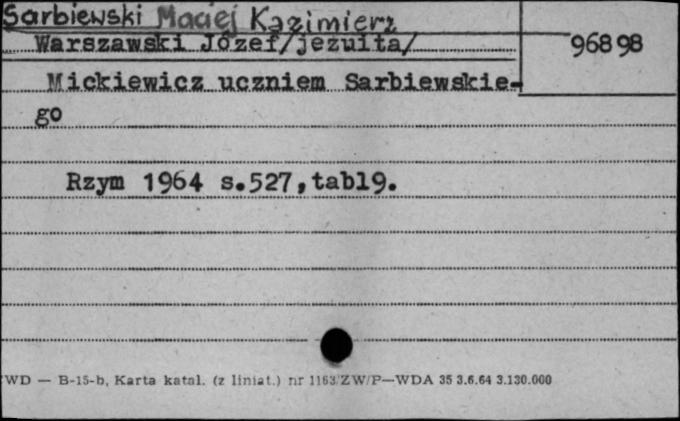 Sarbiewski Maciej Kazimierz
Warszawski Józef/jezuita/
96898
Mickiewicz uczniem Sarbiewskie-
go
Rzym 1964 s.527,tabl9.
WD — B-15-b, Karta katal. (z liniat.) nr 1163/ZW/P—WDA 35 3.6.64 3.130.000